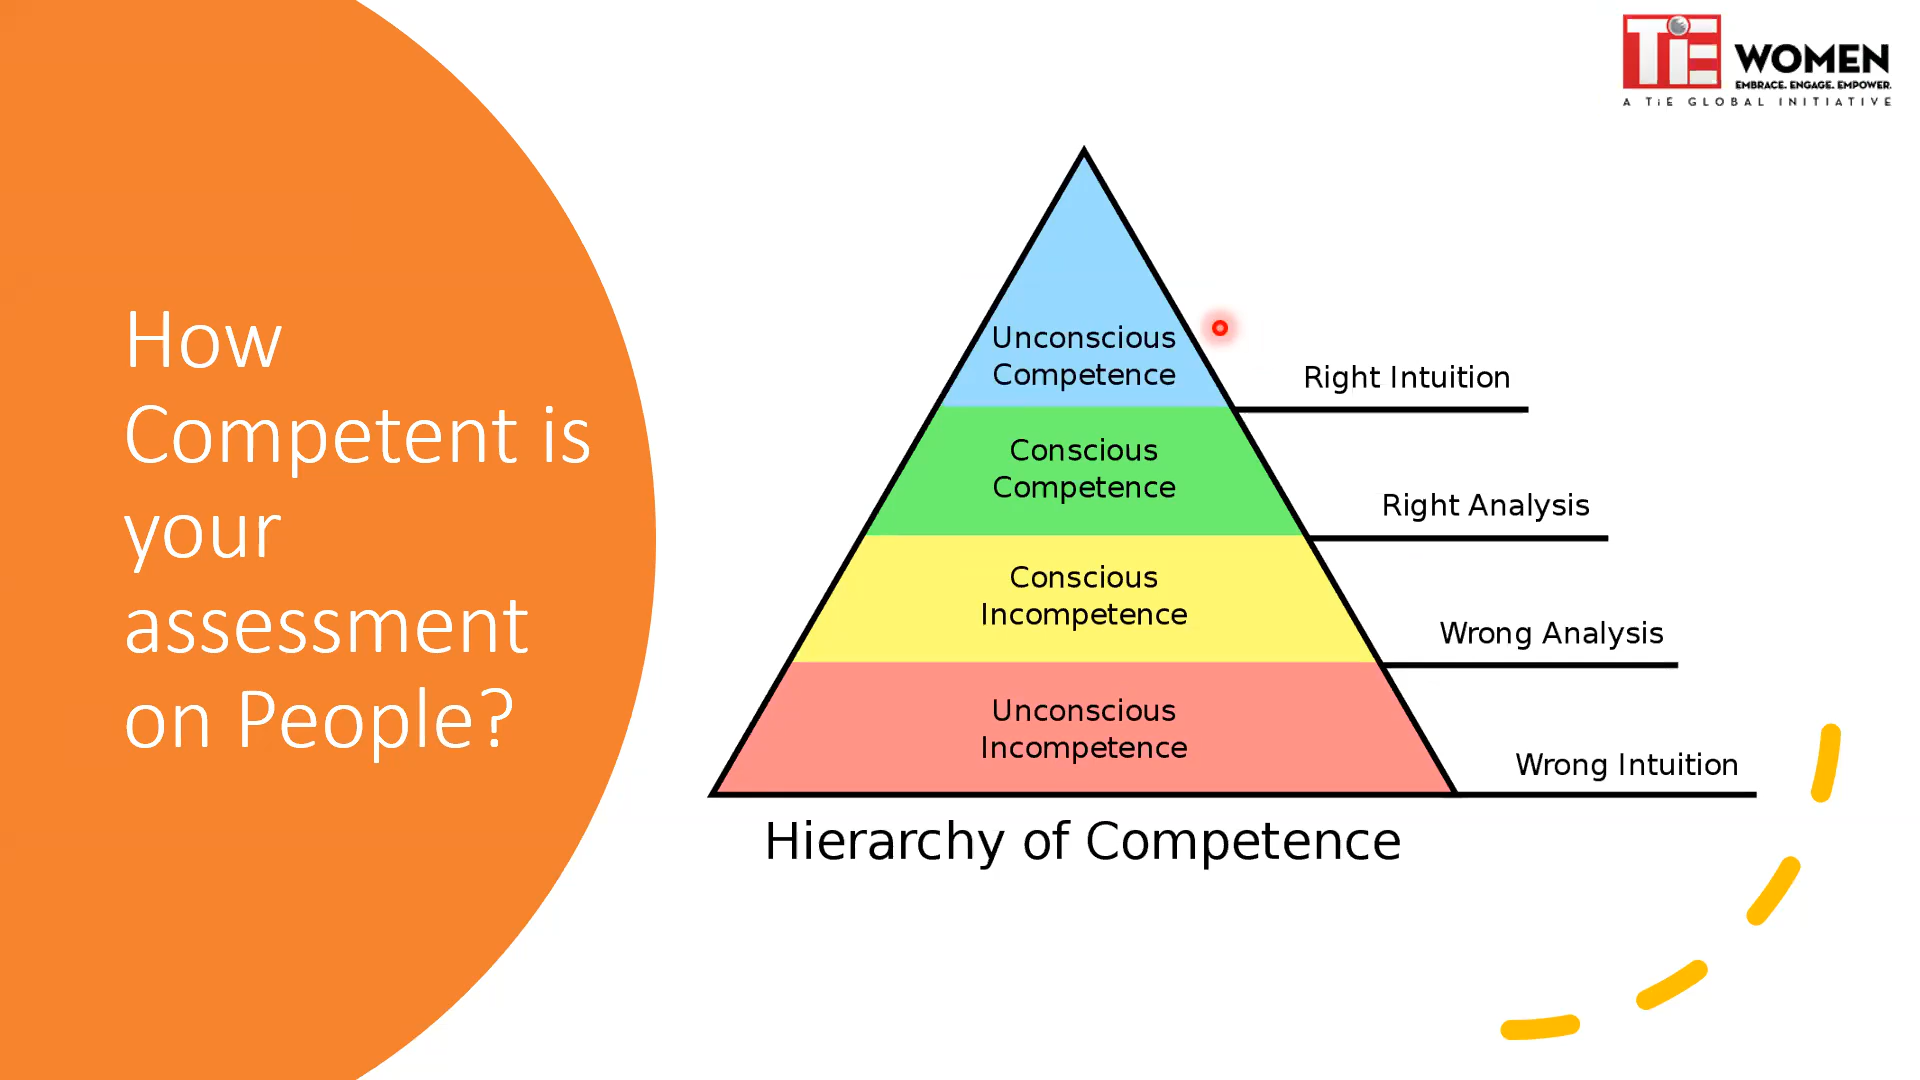 How
Competent is
your
assessment
on People?
TiE WOMEN
EMBRACE. ENGAGE. EMPOWER.
A TiE GLOBAL INITIATIVE
Unconscious
Competence
Right Intuition
Conscious
Competence
Right Analysis
Conscious
Incompetence
Wrong Analysis
Unconscious
Incompetence
Wrong Intuition
Hierarchy of Competence